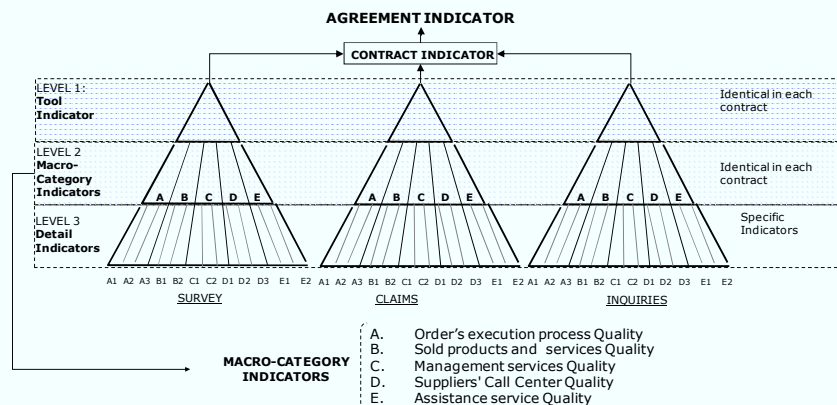 AGREEMENT INDICATOR
CONTRACT INDICATOR
LEVEL 1:
Tool
Indicator
Identical in each
contract
LEVEL 2
Macro-
Category
Indicators
Identical in each
contract
A B C D E
A B C D E
A B C D E
LEVEL 3
Detail
Indicators
Specific
Indicators
A1 A2 A3 B1 B2 C1 C2 D1 D2 D3 E1 E2
A1 A2 A3 B1 B2 C1 C2 D1 D2 D3 E1 E2
A1 A2 A3 B1 B2 C1 C2 D1 D2 D3 E1 E2
SURVEY
CLAIMS
INQUIRIES
MACRO-CATEGORY
INDICATORS
A. Order's execution process Quality
B. Sold products and services Quality
C. Management services Quality
D. Suppliers' Call Center Quality
E. Assistance service Quality